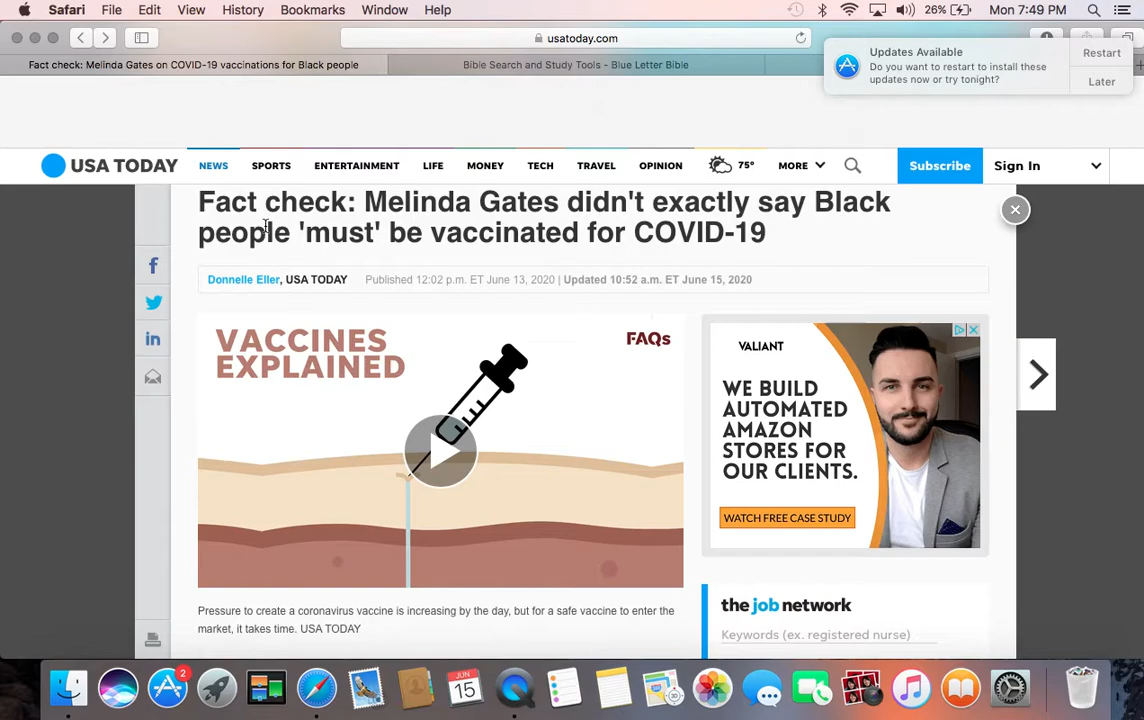 Safari File Edit View History Bookmarks Window Help 26% Mon 7:49 PM
usatoday.com
Fact check: Melinda Gates on COVID-19 vaccinations for Black people
Bible Search and Study Tools - Blue Letter Bible
Updates Available
Do you want to restart to install these
updates now or try tonight?
Restart
Later
USA TODAY NEWS SPORTS ENTERTAINMENT LIFE MONEY TECH TRAVEL OPINION 75° MORE Subscribe Sign In
Fact check: Melinda Gates didn't exactly say Black
people 'must' be vaccinated for COVID-19
Donnelle Eller, USA TODAY Published 12:02 p.m. ET June 13, 2020 | Updated 10:52 a.m. ET June 15, 2020
VACCINES
EXPLAINED
FAQs
Pressure to create a coronavirus vaccine is increasing by the day, but for a safe vaccine to enter the
market, it takes time. USA TODAY
VALIANT
WE BUILD
AUTOMATED
AMAZON
STORES FOR
OUR CLIENTS.
WATCH FREE CASE STUDY
the job network
Keywords (ex. registered nurse)
2
JUN
15